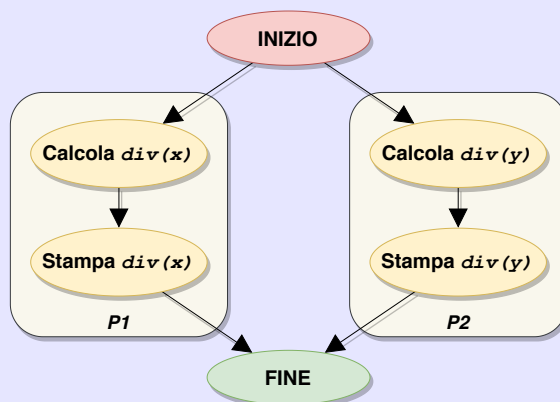 INIZIO
Calcola div(x)
Stampa div(x)
P1
Calcola div(y)
Stampa div(y)
P2
FINE